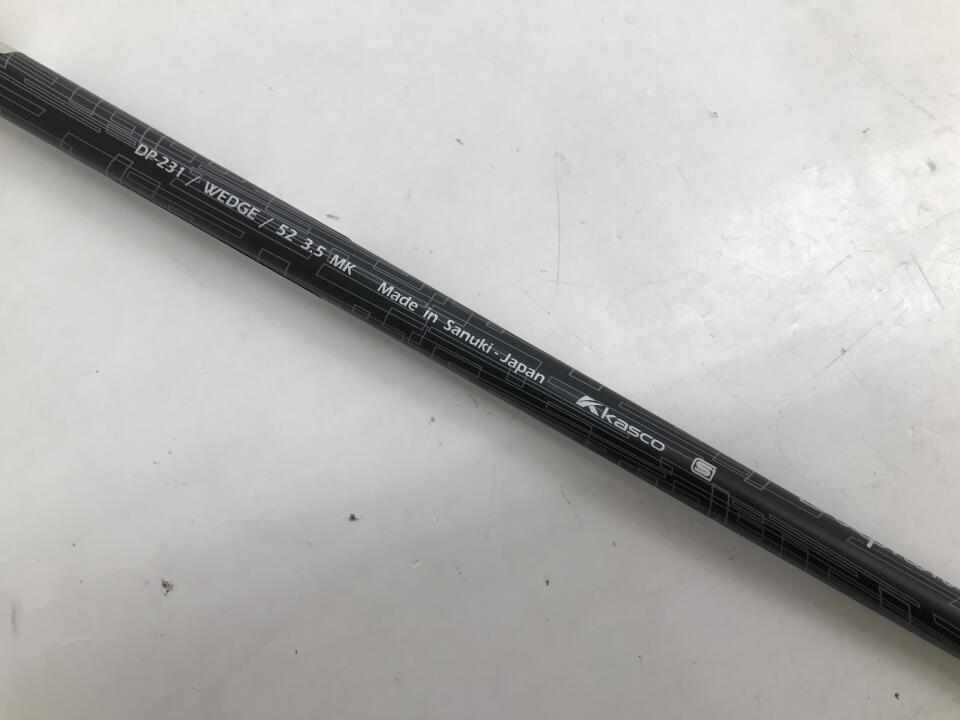 DP-231 / WEDGE / 52 3.5 MK Made in Sanuki-Japan Kasco S